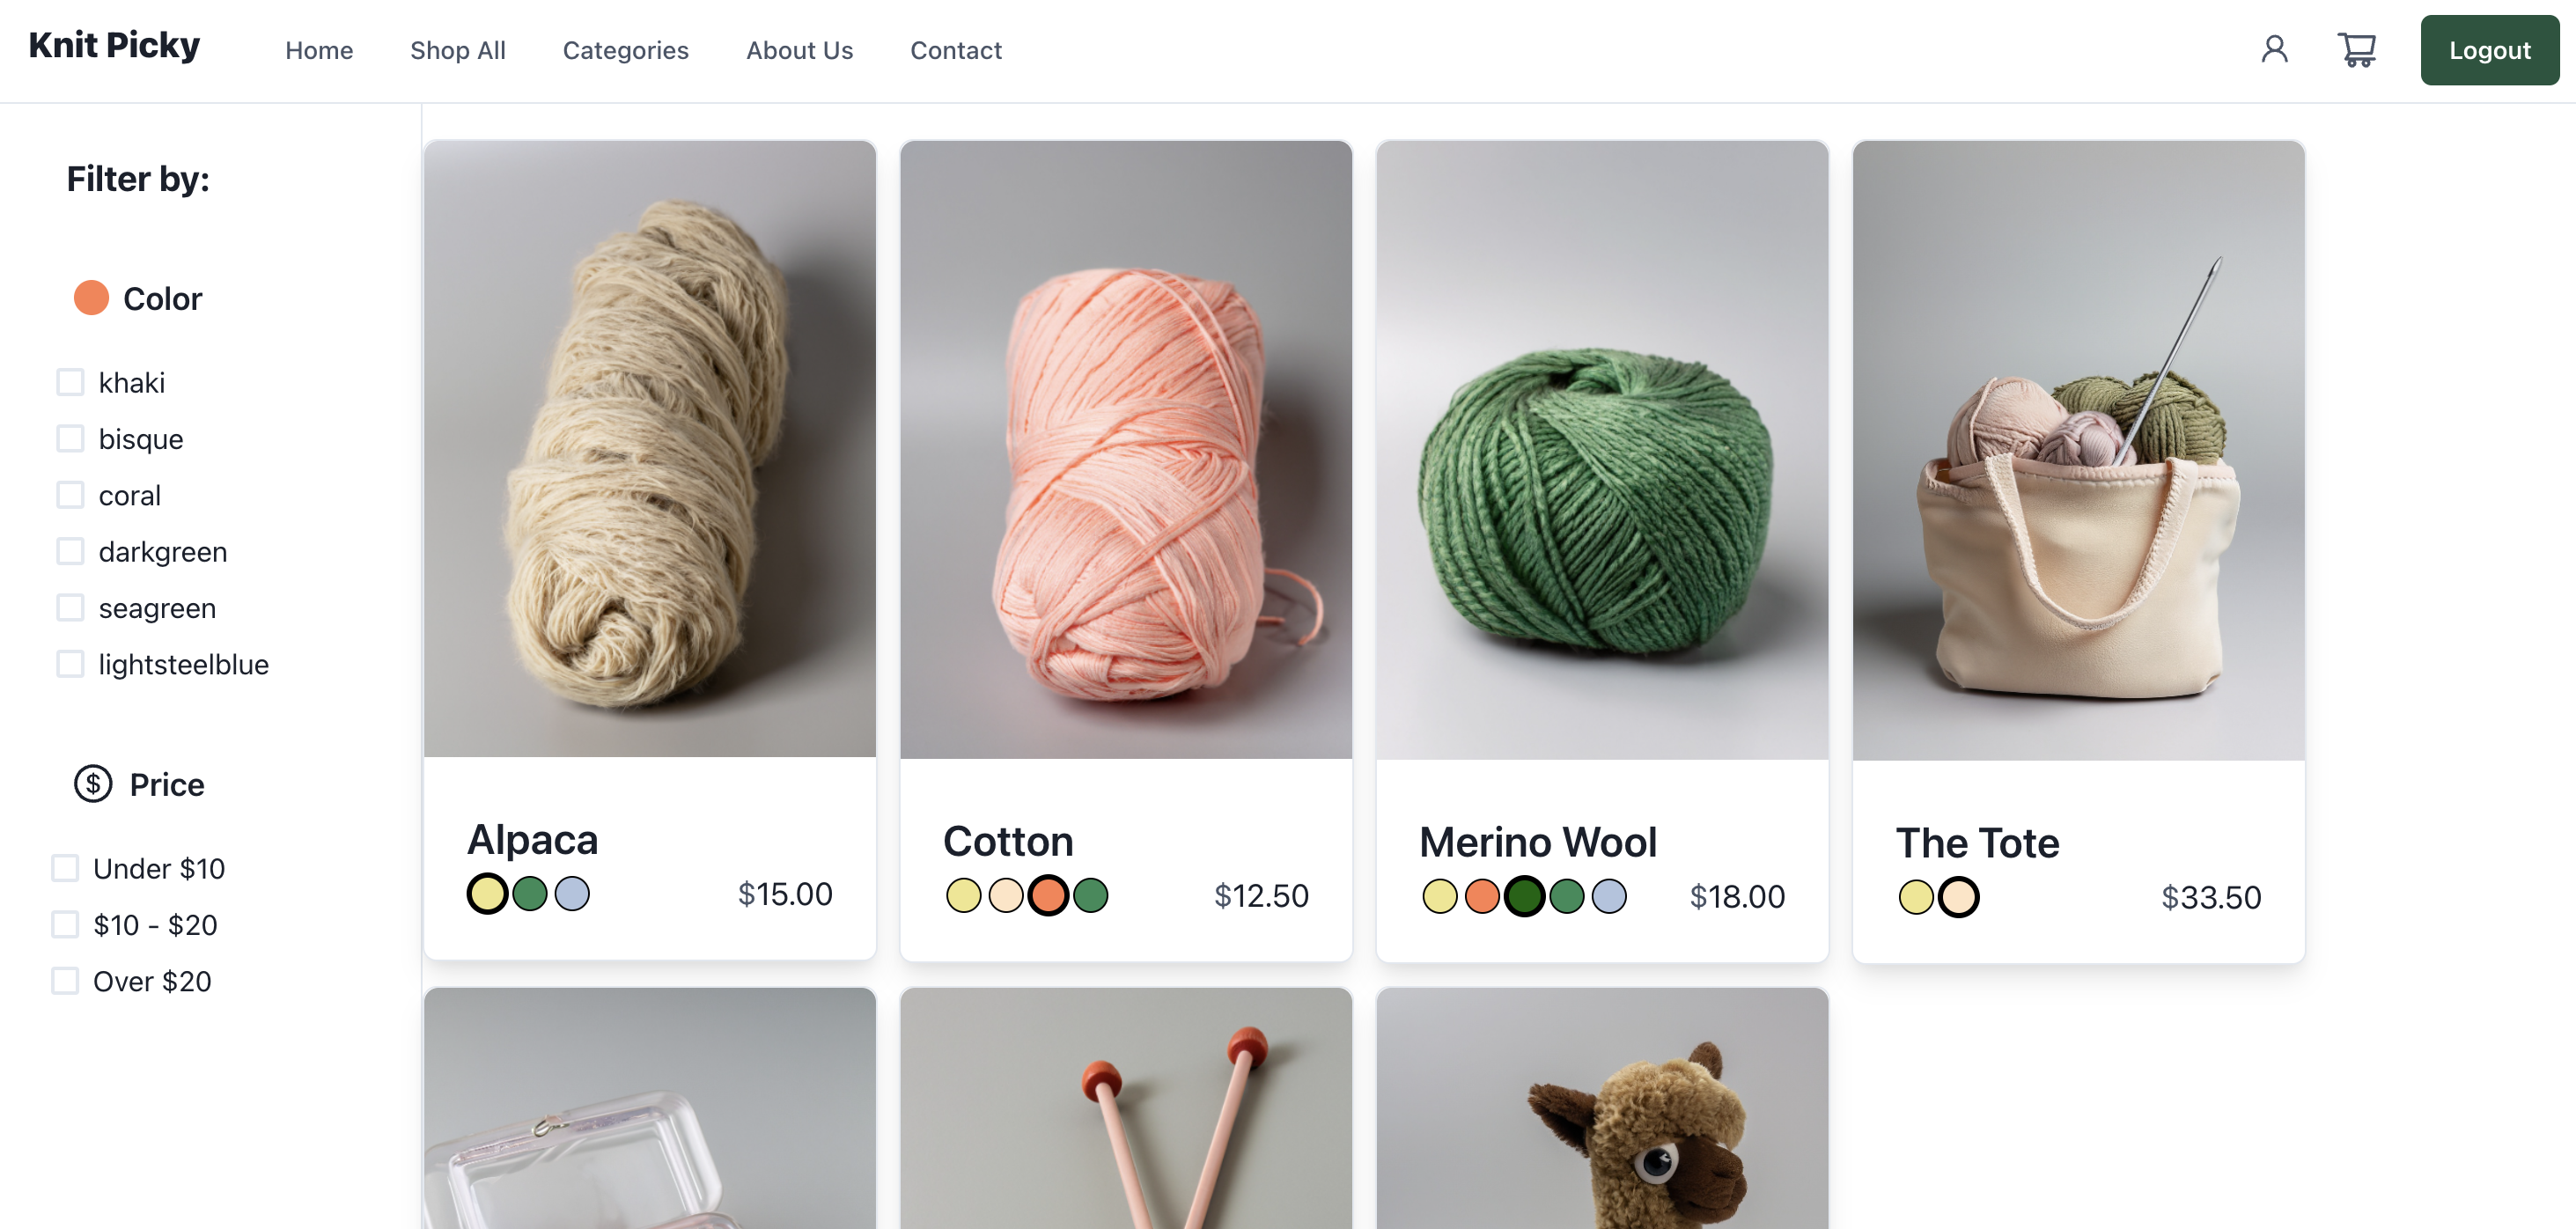 Knit Picky
Home
Shop All
Categories
About Us
Contact
Logout
Filter by:
Color
khaki
bisque
coral
darkgreen
seagreen
lightsteelblue
$
Price
Under $10
$10 - $20
Over $20
Alpaca
$15.00
Cotton
$12.50
Merino Wool
$18.00
The Tote
$33.50